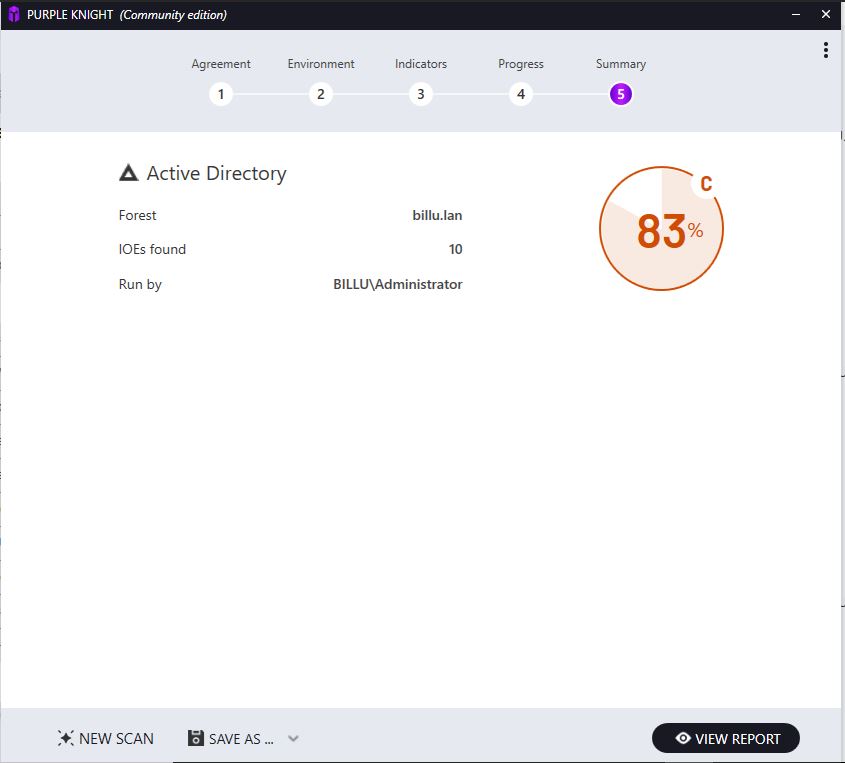 PURPLE KNIGHT (Community edition)
Agreement Environment Indicators Progress Summary
1 2 3 4 5
Active Directory
Forest billu.lan
IOEs found 10
Run by BILLU\Administrator
C
83%
NEW SCAN SAVE AS ... VIEW REPORT